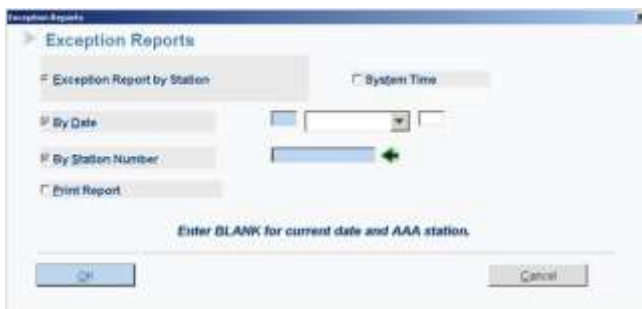 Exception Reports
Exception Reports
Exception Report by Station
System Time
By Date
By Station Number
Print Report
Enter BLANK for current date and AAA station.
OK
Cancel